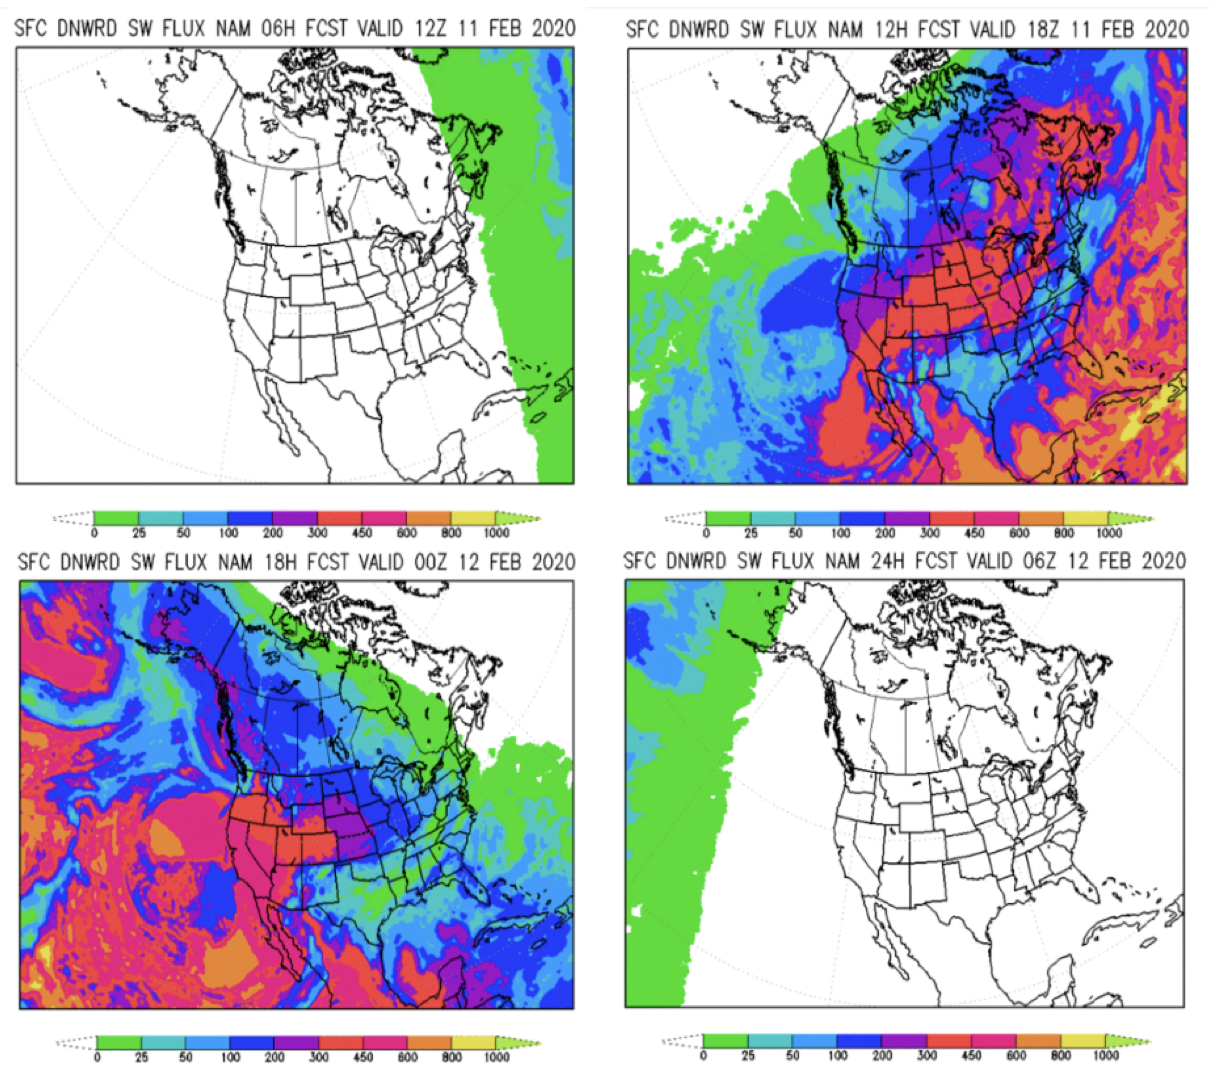 SFC DNWRD SW FLUX NAM 06H FCST VALID 12Z 11 FEB 2020
0 25 50 100 200 300 450 600 800 1000
SFC DNWRD SW FLUX NAM 12H FCST VALID 18Z 11 FEB 2020
0 25 50 100 200 300 450 600 800 1000
SFC DNWRD SW FLUX NAM 18H FCST VALID 00Z 12 FEB 2020
0 25 50 100 200 300 450 600 800 1000
SFC DNWRD SW FLUX NAM 24H FCST VALID 06Z 12 FEB 2020
0 25 50 100 200 300 450 600 800 1000